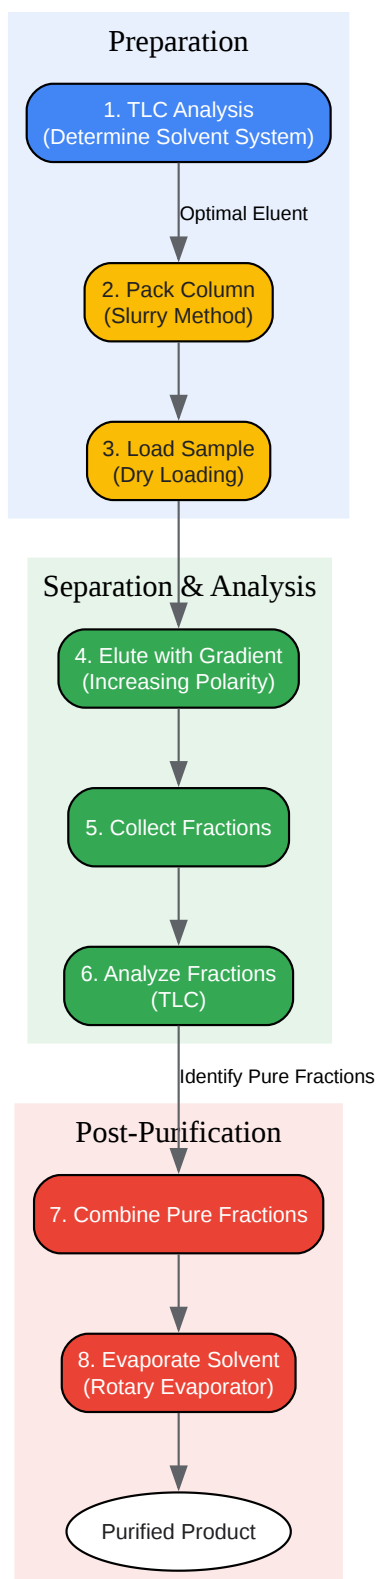 Preparation
1. TLC Analysis
(Determine Solvent System)
Optimal Eluent
2. Pack Column
(Slurry Method)
3. Load Sample
(Dry Loading)
Separation & Analysis
4. Elute with Gradient
(Increasing Polarity)
5. Collect Fractions
6. Analyze Fractions
(TLC)
Identify Pure Fractions
Post-Purification
7. Combine Pure Fractions
8. Evaporate Solvent
(Rotary Evaporator)
Purified Product